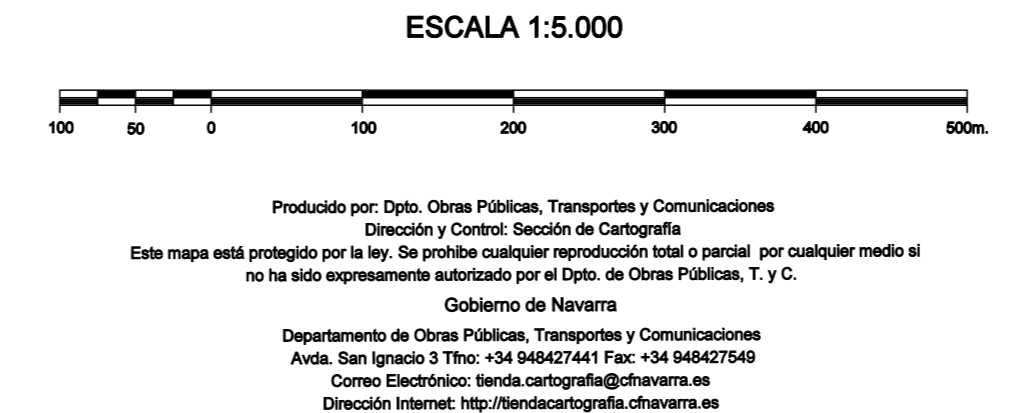 ESCALA 1:5.000
100 50 0 100 200 300 400 500m.
Producido por: Dpto. Obras Públicas, Transportes y Comunicaciones
Dirección y Control: Sección de Cartografía
Este mapa está protegido por la ley. Se prohibe cualquier reproducción total o parcial por cualquier medio si
no ha sido expresamente autorizado por el Dpto. de Obras Públicas, T. y C.
Gobierno de Navarra
Departamento de Obras Públicas, Transportes y Comunicaciones
Avda. San Ignacio 3 Tfno: +34 948427441 Fax: +34 948427549
Correo Electrónico: tienda.cartografia@cfnavarra.es
Dirección Internet: http://tiendacartografia.cfnavarra.es